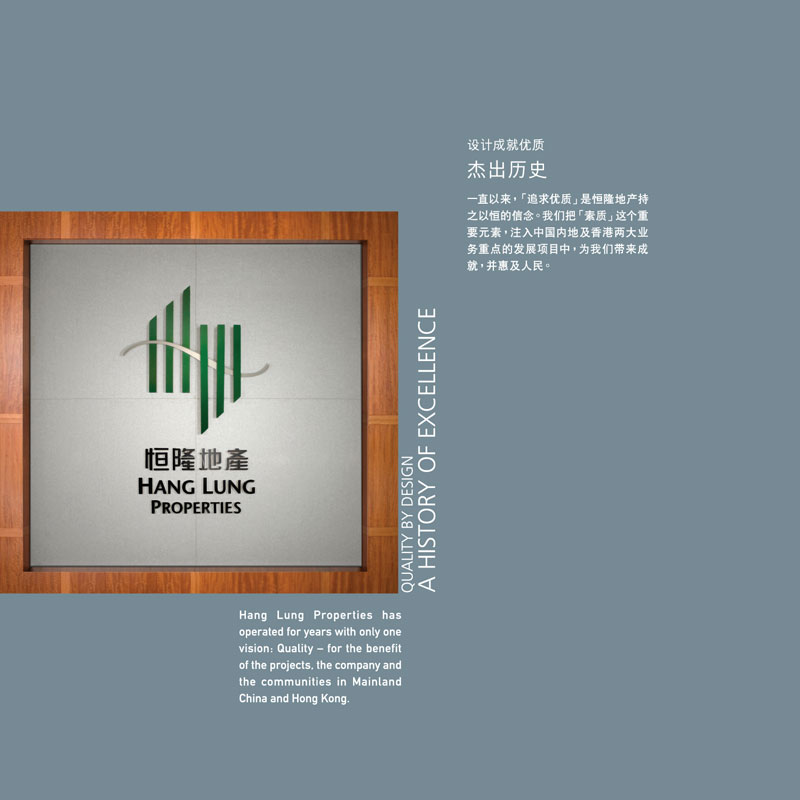 设计成就优质
杰出历史
一直以来，「追求优质」是恒隆地产持
之以恒的信念。我们把「素质」这个重
要元素，注入中国内地及香港两大业
务重点的发展项目中，为我们带来成
就，并惠及人民。
恒隆地產
HANG LUNG
PROPERTIES
QUALITY BY DESIGN
A HISTORY OF EXCELLENCE
Hang Lung Properties has
operated for years with only one
vision: Quality – for the benefit
of the projects, the company and
the communities in Mainland
China and Hong Kong.